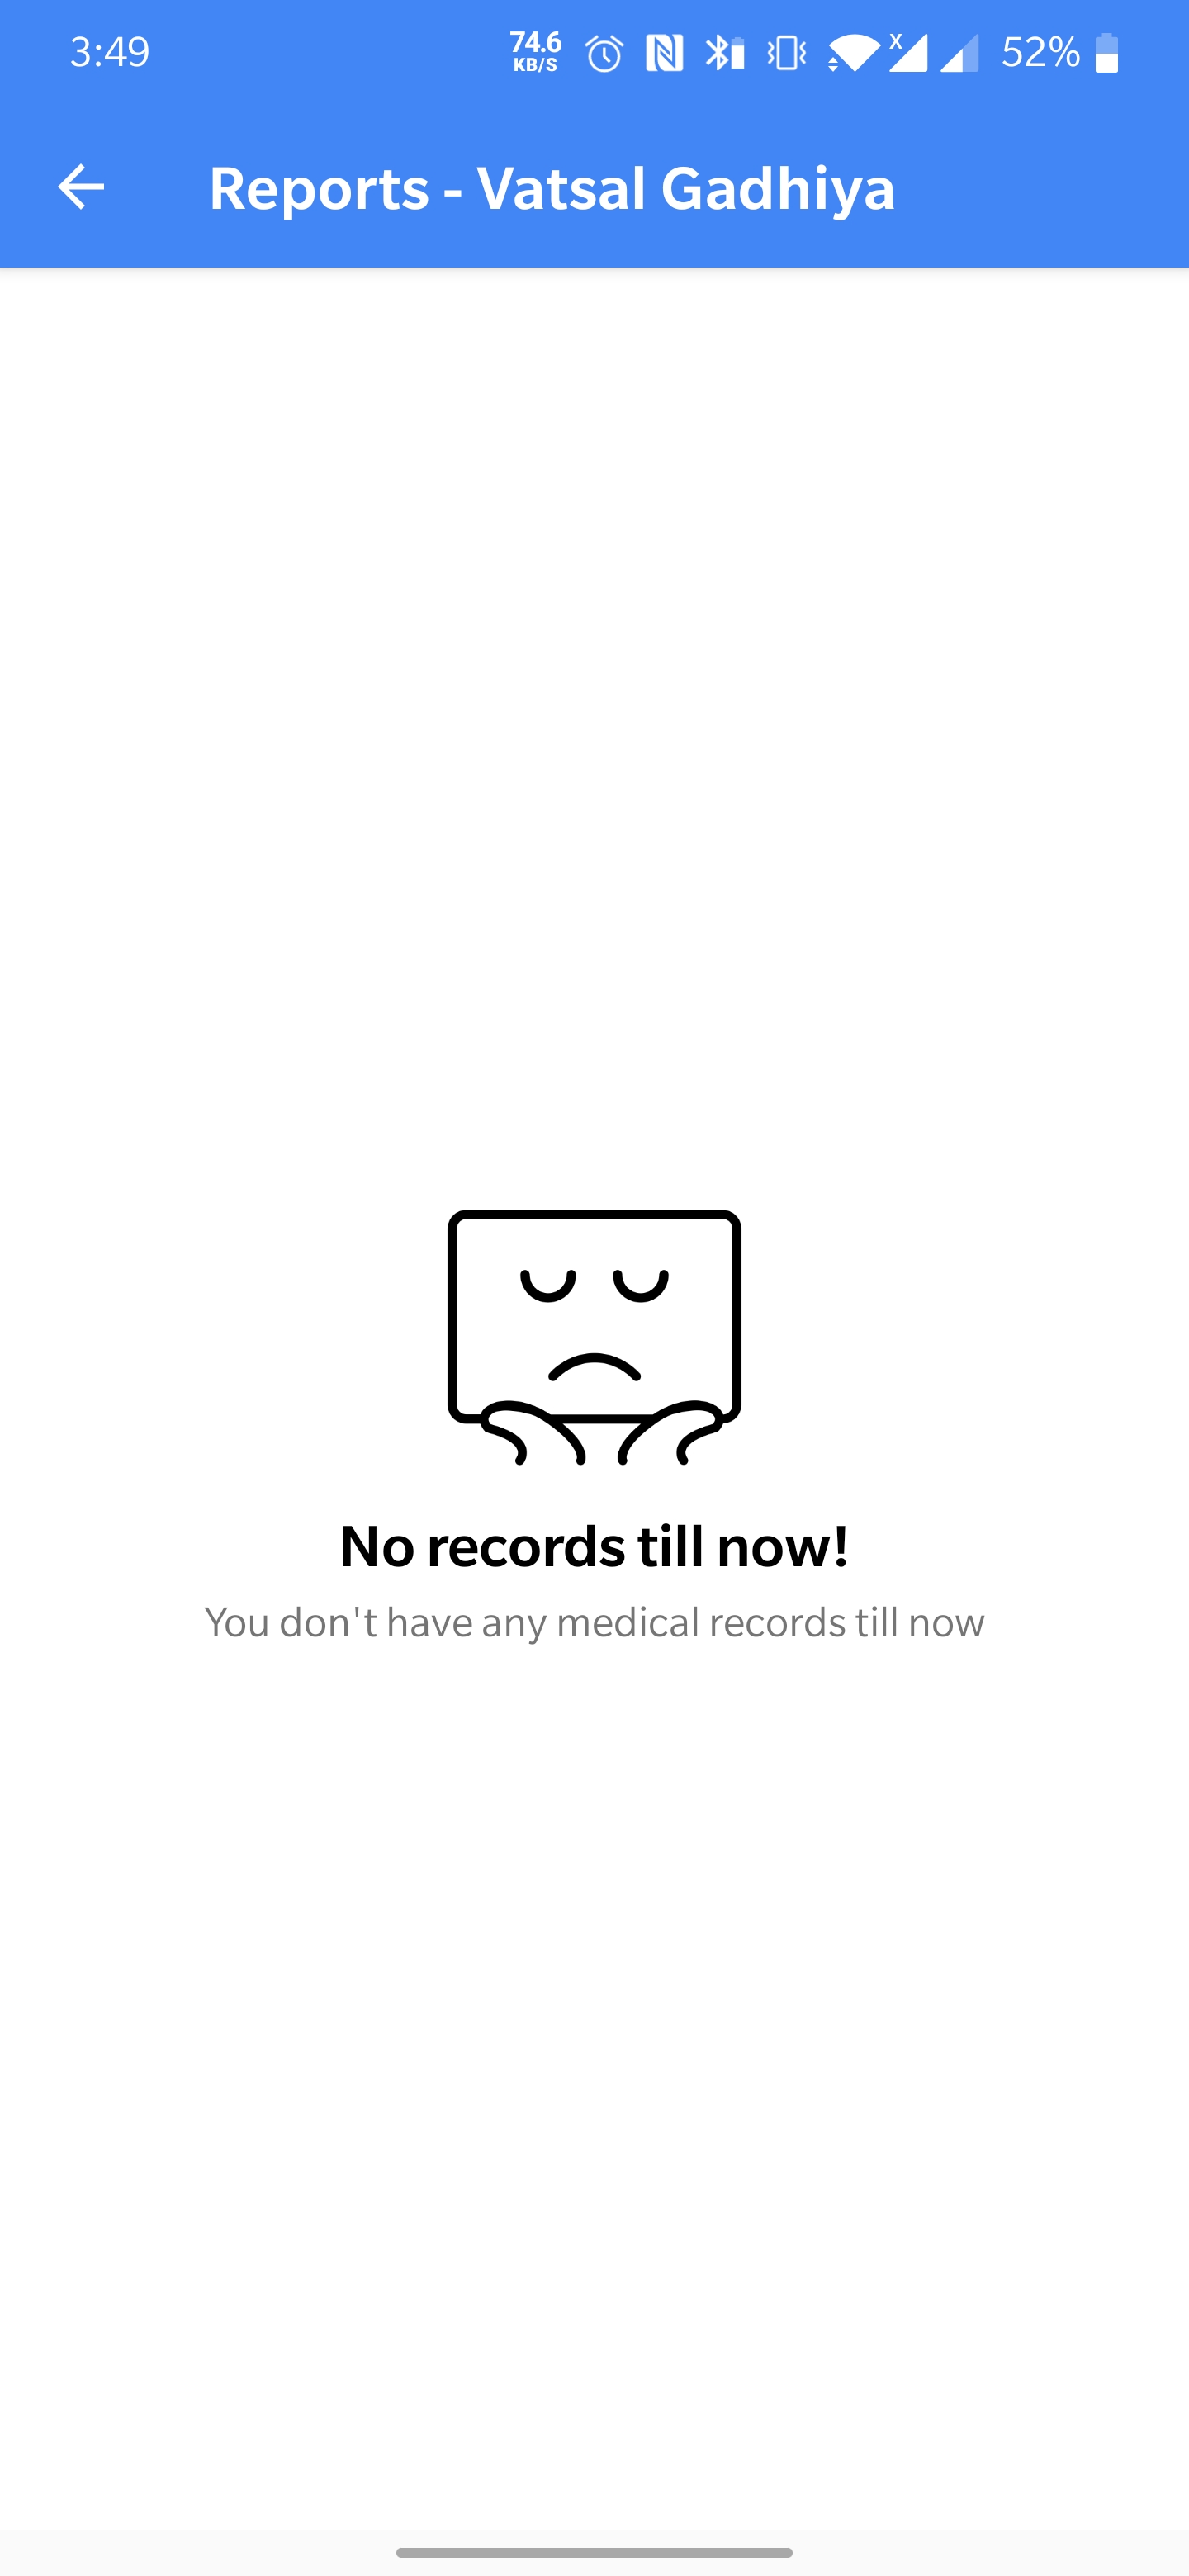 3:49
74.6
KB/S
X
52%
Reports - Vatsal Gadhiya
No records till now!
You don't have any medical records till now